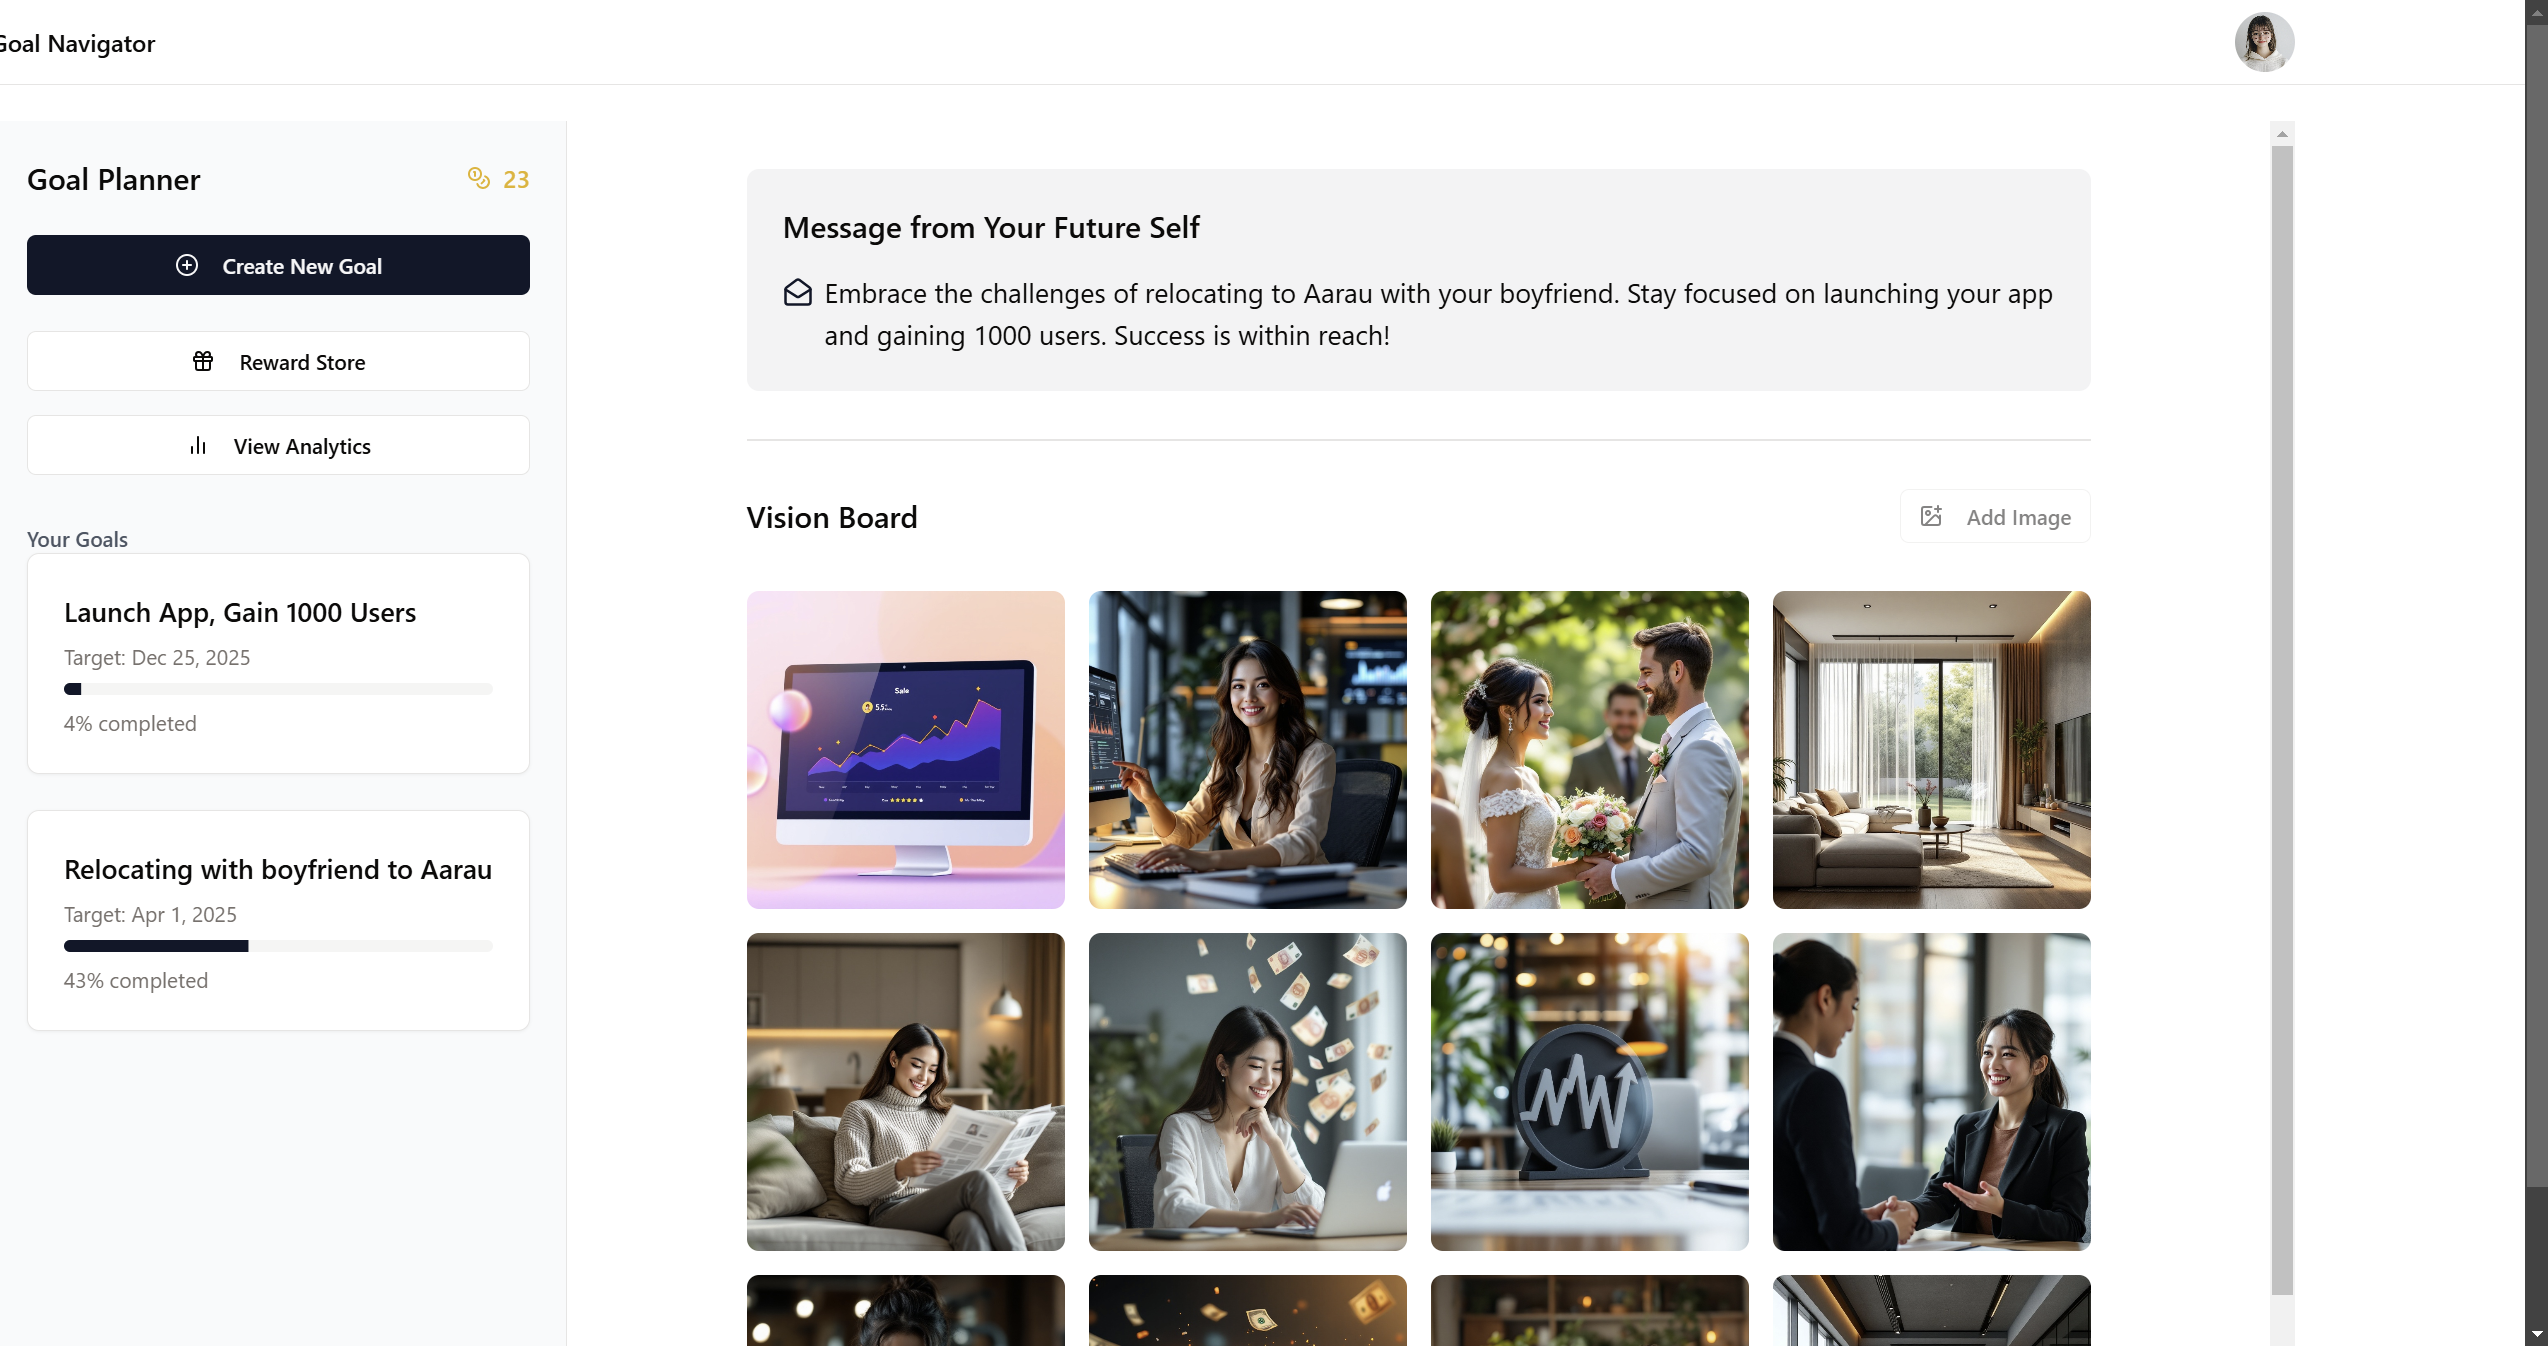 Goal Navigator
Goal Planner
23
Create New Goal
Reward Store
View Analytics
Your Goals
Launch App, Gain 1000 Users
Target: Dec 25, 2025
4% completed
Relocating with boyfriend to Aarau
Target: Apr 1, 2025
43% completed
Message from Your Future Self
Embrace the challenges of relocating to Aarau with your boyfriend. Stay focused on launching your app
and gaining 1000 users. Success is within reach!
Vision Board
Add Image
Sale